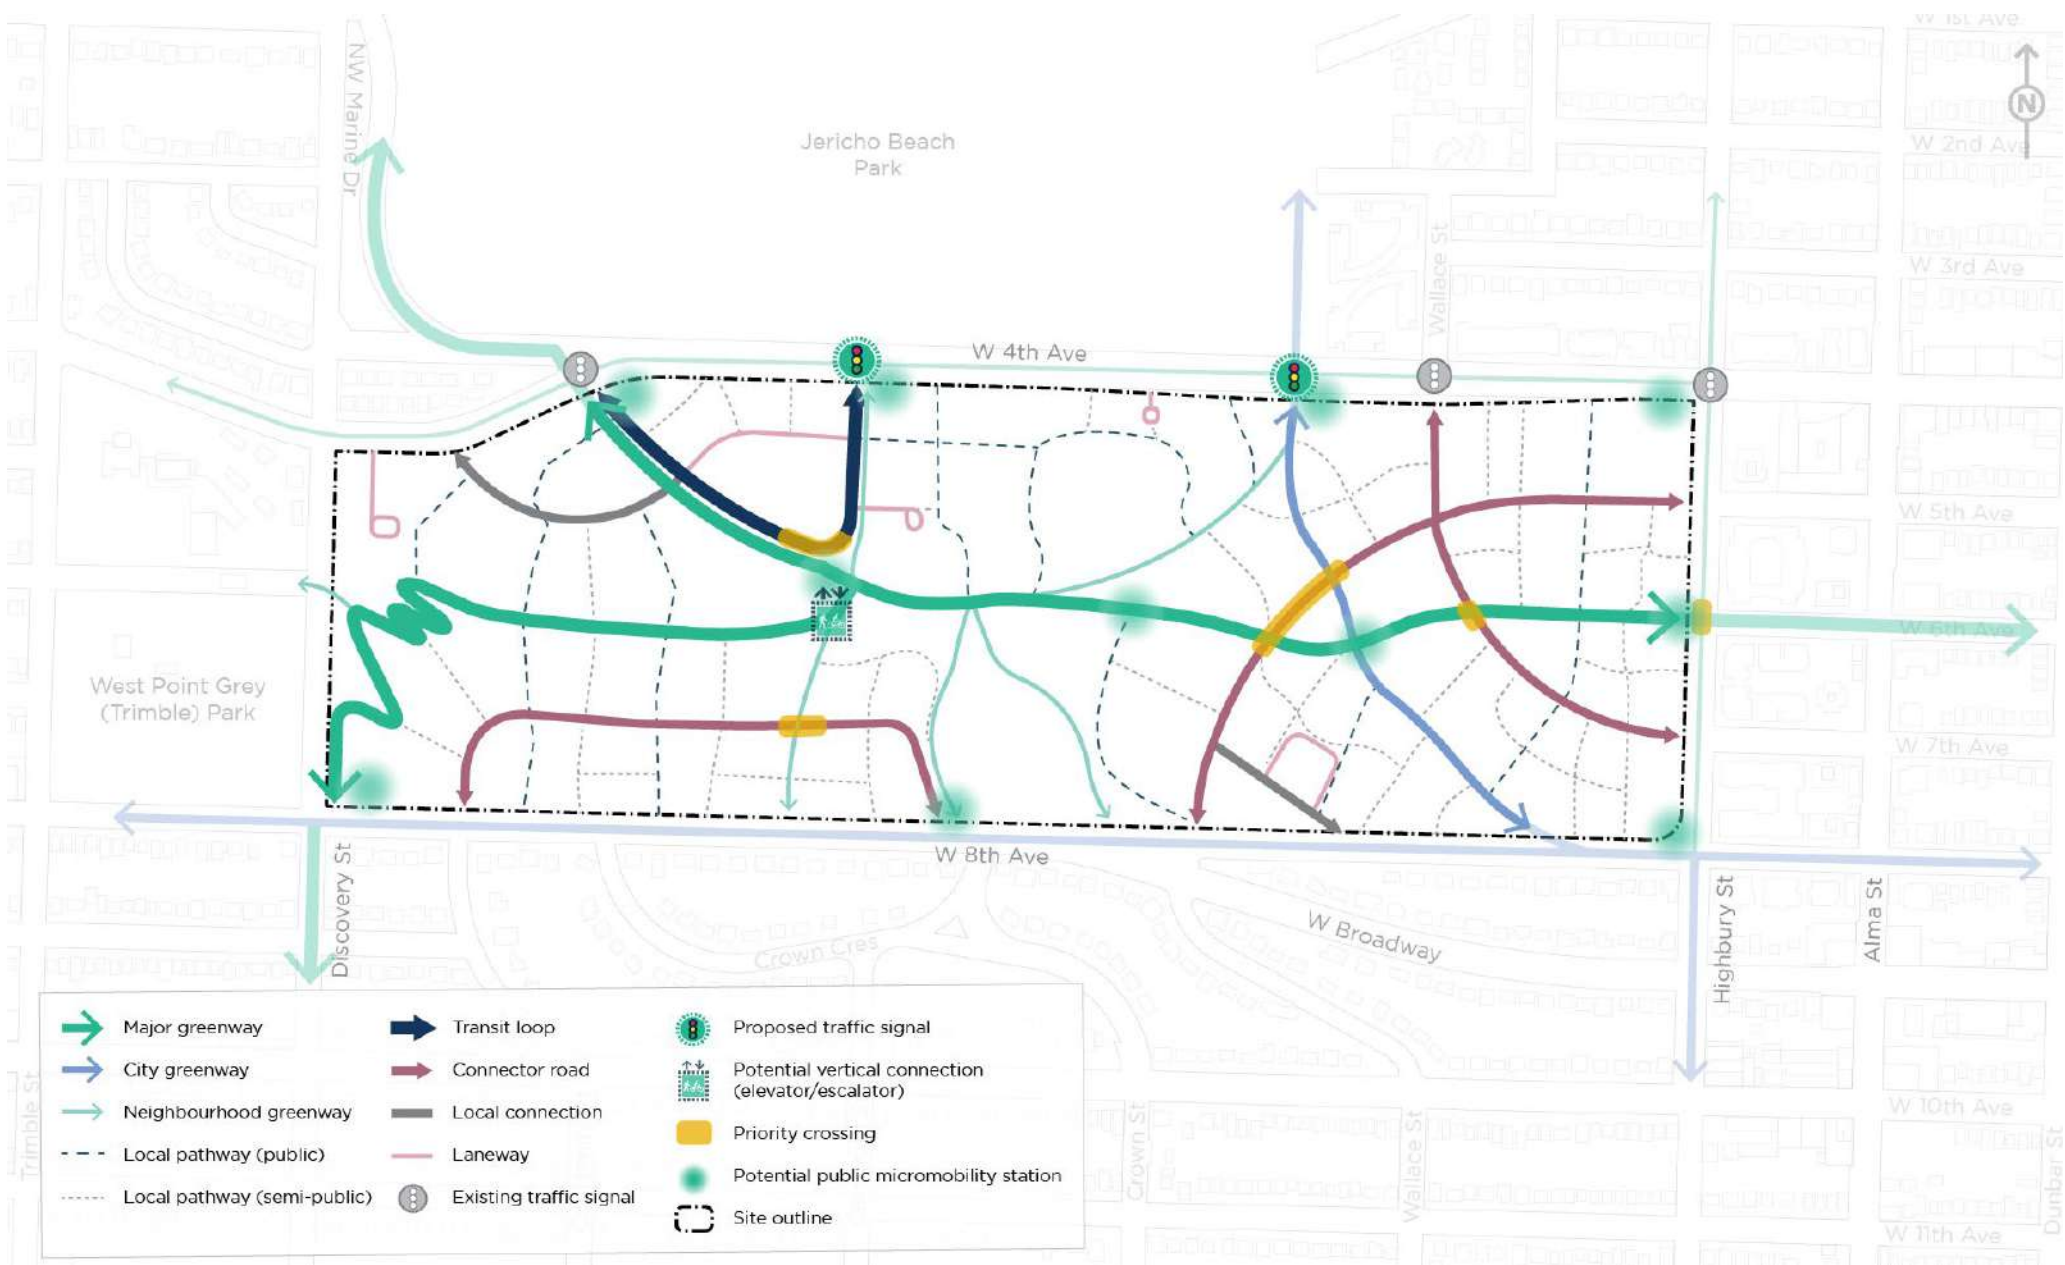 W 1st Ave
NW Marine Dr
N
Jericho Beach
Park
W 2nd Ave
Wallace St
W 3rd Ave
W 4th Ave
W 5th Ave
W 6th Ave
West Point Grey
(Trimble) Park
W 7th Ave
W 8th Ave
Discovery St
Crown Cres
W Broadway
Highbury St
Alma St
Major greenway
City greenway
Neighbourhood greenway
Local pathway (public)
Local pathway (semi-public)
Transit loop
Connector road
Local connection
Laneway
Existing traffic signal
Proposed traffic signal
Potential vertical connection
(elevator/escalator)
Priority crossing
Potential public micromobility station
Site outline
Trimble St
Crown St
Wallace St
W 10th Ave
Dunbar St
W 11th Ave